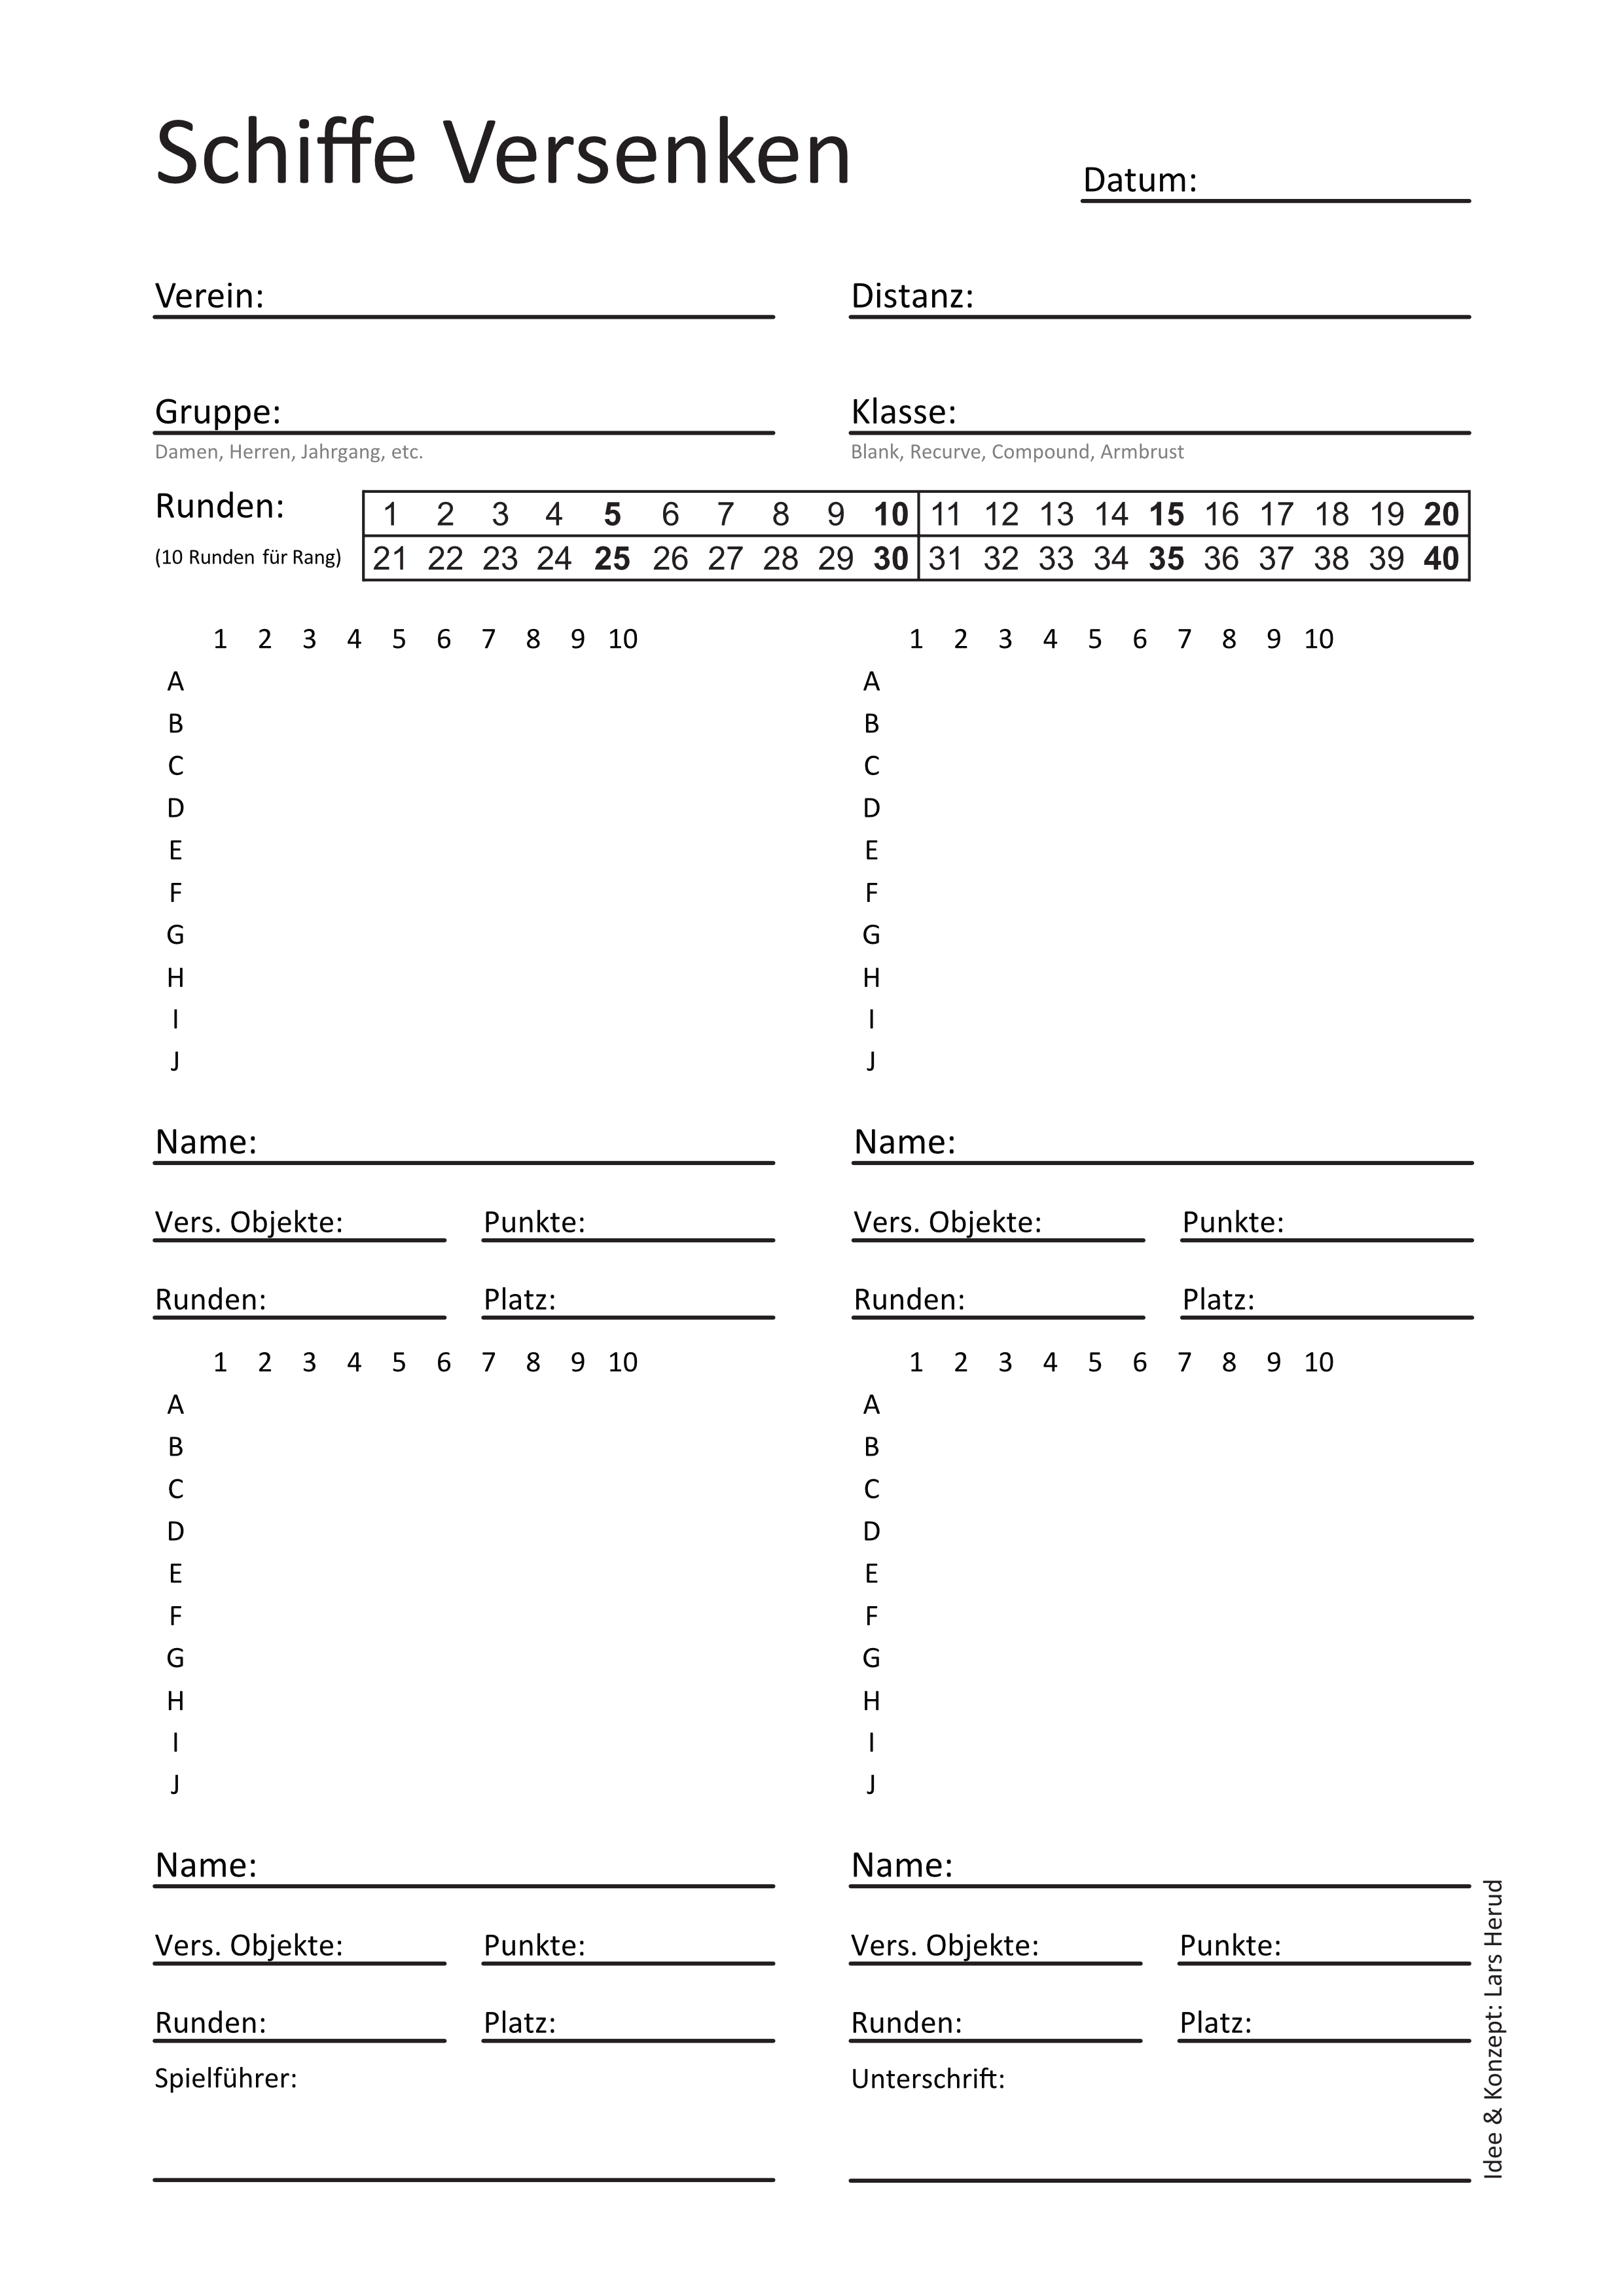 Schiffe Versenken
Datum:
Verein:
Distanz:
Gruppe:
Klasse:
Damen, Herren, Jahrgang, etc.
Blank, Recurve, Compound, Armbrust
Runden:
(10 Runden für Rang)
1 2 3 4 5 6 7 8 9 10 11 12 13 14 15 16 17 18 19 20
21 22 23 24 25 26 27 28 29 30 31 32 33 34 35 36 37 38 39 40
1 2 3 4 5 6 7 8 9 10
A
B
C
D
E
F
G
H
I
J
Name:
Vers. Objekte: Punkte:
Runden: Platz:
1 2 3 4 5 6 7 8 9 10
A
B
C
D
E
F
G
H
I
J
Name:
Vers. Objekte: Punkte:
Runden: Platz:
1 2 3 4 5 6 7 8 9 10
A
B
C
D
E
F
G
H
I
J
Name:
Vers. Objekte: Punkte:
Runden: Platz:
Spielführer:
1 2 3 4 5 6 7 8 9 10
A
B
C
D
E
F
G
H
I
J
Name:
Vers. Objekte: Punkte:
Runden: Platz:
Unterschrift:
Idee & Konzept: Lars Herud